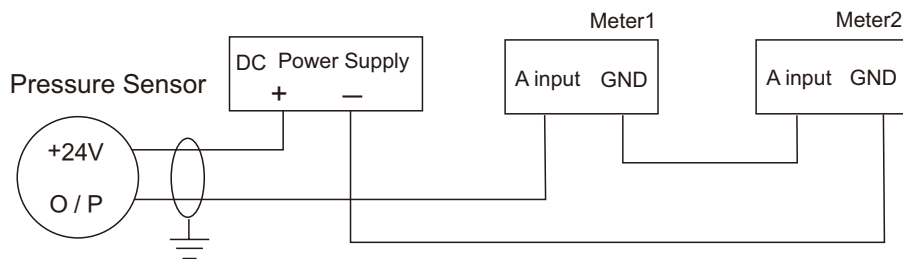 Meter1
Meter2
DC Power Supply
+ —
A input GND
A input GND
Pressure Sensor
+24V
O / P